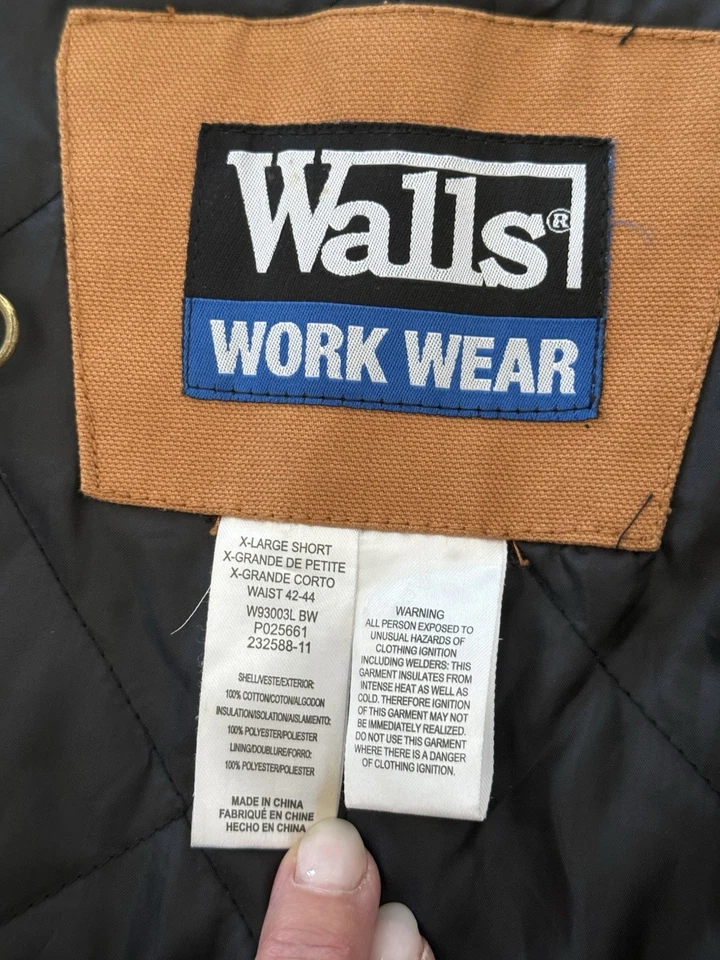 Walls®
WORK WEAR
X-LARGE SHORT
X-GRANDE DE PETITE
X-GRANDE CORTO
WAIST 42-44
W93003L BW
P025661
232588-11
SHELL/VESTE/EXTERIOR:
100% COTTON/COTON/ALGODON
INSULATION/ISOLATION/AISLAMIENTO:
100% POLYESTER/POLIESTER
LINING/DOUBLURE/FORRO:
100% POLYESTER/POLIESTER
MADE IN CHINA
FABRIQUÉ EN CHINE
HECHO EN CHINA
WARNING
ALL PERSON EXPOSED TO
UNUSUAL HAZARDS OF
CLOTHING IGNITION
INCLUDING WELDERS: THIS
GARMENT INSULATES FROM
INTENSE HEAT AS WELL AS
COLD. THEREFORE IGNITION
OF THIS GARMENT MAY NOT
BE IMMEDIATELY REALIZED.
DO NOT USE THIS GARMENT
WHERE THERE IS A DANGER
OF CLOTHING IGNITION.